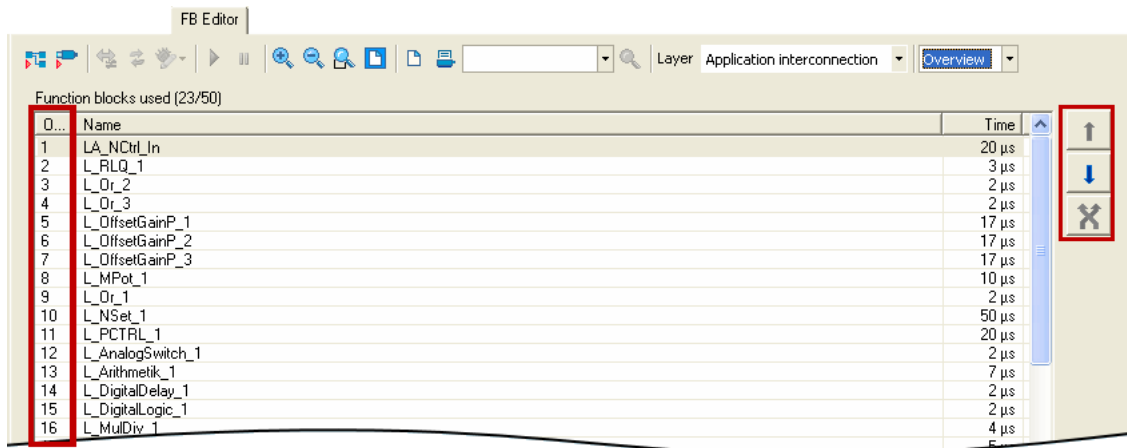 FB Editor
Layer Application interconnection Overview
Function blocks used (23/50)
O... Name Time
1 LA_NCtrl_In 20 µs
2 L_RLQ_1 3 µs
3 L_Or_2 2 µs
4 L_Or_3 2 µs
5 L_OffsetGainP_1 17 µs
6 L_OffsetGainP_2 17 µs
7 L_OffsetGainP_3 17 µs
8 L_MPot_1 10 µs
9 L_Or_1 2 µs
10 L_NSet_1 50 µs
11 L_PCTRL_1 20 µs
12 L_AnalogSwitch_1 2 µs
13 L_Arithmetik_1 7 µs
14 L_DigitalDelay_1 2 µs
15 L_DigitalLogic_1 2 µs
16 L_MulDiv_1 4 µs